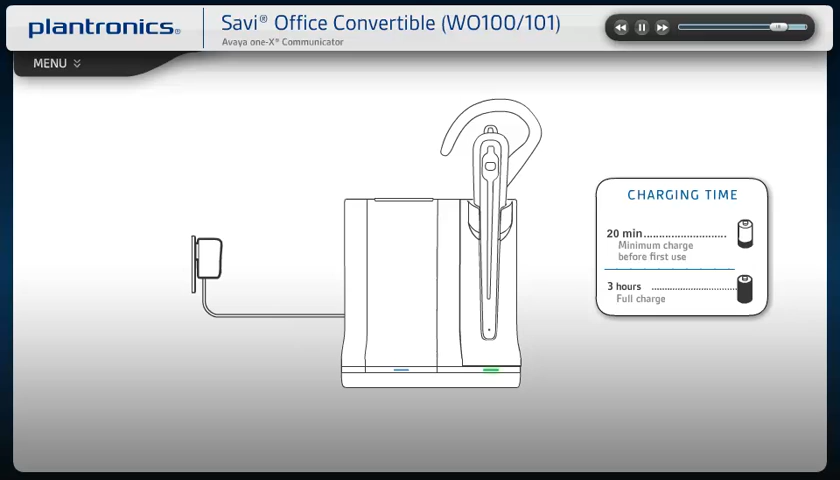 plantronics®
Savi® Office Convertible (WO100/101)
Avaya one-X® Communicator
MENU
CHARGING TIME
20 min
Minimum charge
before first use
3 hours
Full charge